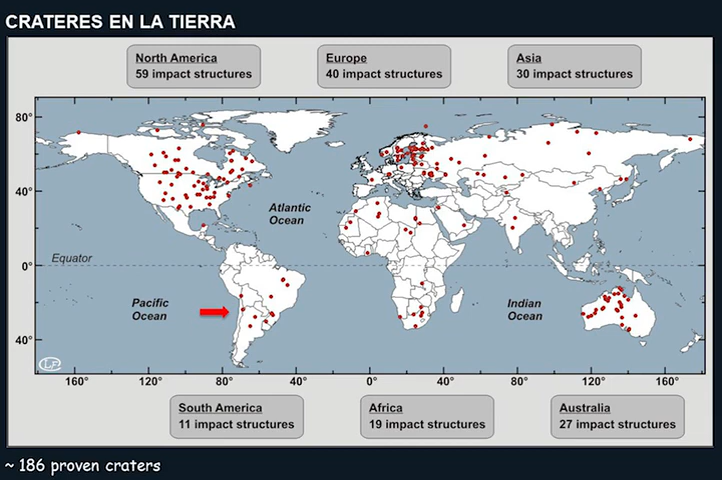 CRATERES EN LA TIERRA
North America
59 impact structures
Europe
40 impact structures
Asia
30 impact structures
80°
40°
0°
40°
Equator
Atlantic
Ocean
Pacific
Ocean
Indian
Ocean
LF
160° 120° 80° 40° 0° 40° 80° 120° 160°
South America
11 impact structures
Africa
19 impact structures
Australia
27 impact structures
~ 186 proven craters